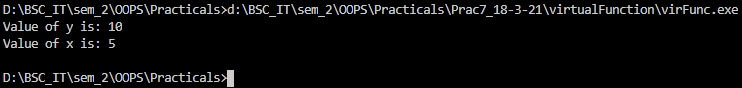 D:\BSC_IT\sem_2\OOPS\Practicals>d:\BSC_IT\sem_2\OOPS\Practicals\Prac7_18-3-21\virtualFunction\virFunc.exe
Value of y is: 10
Value of x is: 5
D:\BSC_IT\sem_2\OOPS\Practicals>